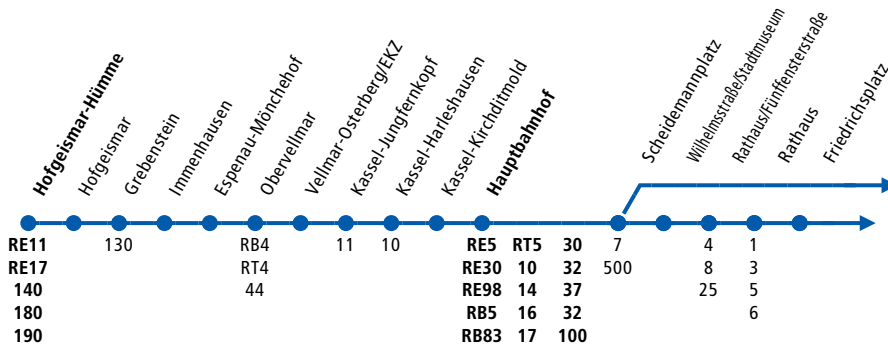 Hofgeismar-Hümme
Hofgeismar
Grebenstein
Immenhausen
Espenau-Mönchehof
Obervellmar
Vellmar-Osterberg/EKZ
Kassel-Jungfernkopf
Kassel-Harleshausen
Kassel-Kirchditmold
Hauptbahnhof
Scheidemannplatz
Wilhelmsstraße/Stadtmuseum
Rathaus/Fünffensterstraße
Rathaus
Friedrichsplatz
RE11 130 RB4 11 10 RE5 RT5 30 7 4 1
RE17 RT4 RE30 10 32 500 8 3
140 44 RE98 14 37 25 5
180 RB5 16 32 6
190 RB83 17 100